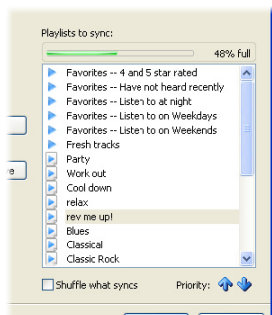 Playlists to sync:
48% full
Favorites -- 4 and 5 star rated
Favorites -- Have not heard recently
Favorites -- Listen to at night
Favorites -- Listen to on Weekdays
Favorites -- Listen to on Weekends
Fresh tracks
Party
Work out
Cool down
relax
rev me up!
Blues
Classical
Classic Rock
Shuffle what syncs
Priority: